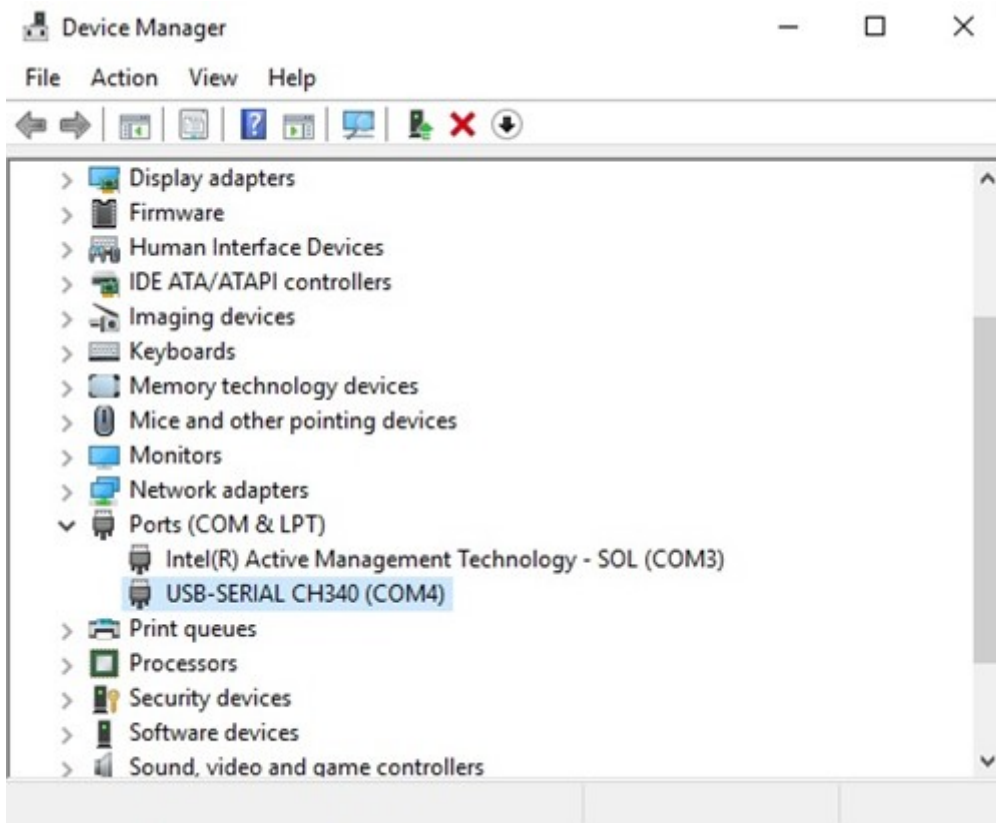 Device Manager
File Action View Help
Display adapters
Firmware
Human Interface Devices
IDE ATA/ATAPI controllers
Imaging devices
Keyboards
Memory technology devices
Mice and other pointing devices
Monitors
Network adapters
Ports (COM & LPT)
Intel(R) Active Management Technology - SOL (COM3)
USB-SERIAL CH340 (COM4)
Print queues
Processors
Security devices
Software devices
Sound, video and game controllers